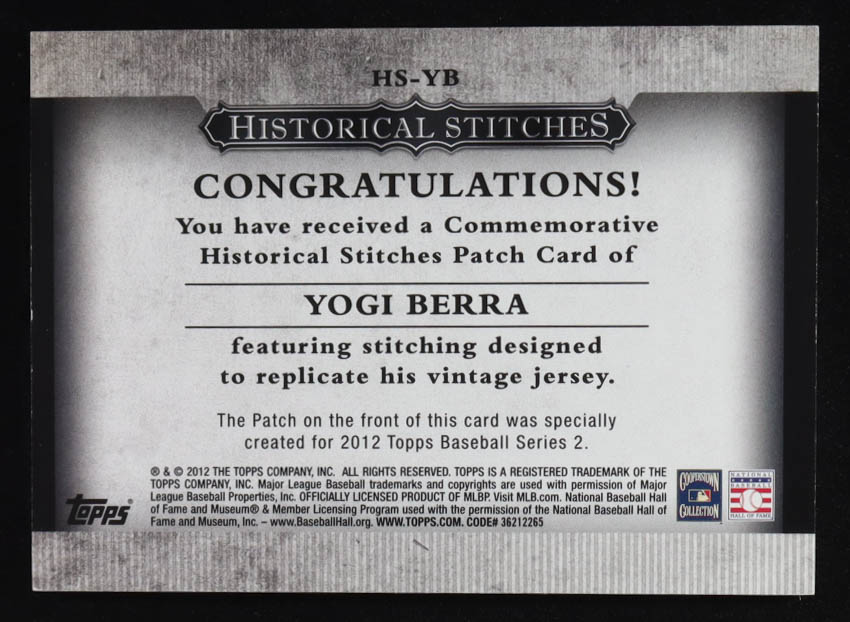 HS-YB
HISTORICAL STITCHES
CONGRATULATIONS!
You have received a Commemorative
Historical Stitches Patch Card of
YOGI BERRA
featuring stitching designed
to replicate his vintage jersey.
The Patch on the front of this card was specially
created for 2012 Topps Baseball Series 2.
® & © 2012 THE TOPPS COMPANY, INC. ALL RIGHTS RESERVED. TOPPS IS A REGISTERED TRADEMARK OF THE
TOPPS COMPANY, INC. Major League Baseball trademarks and copyrights are used with permission of Major
League Baseball Properties, Inc. OFFICIALLY LICENSED PRODUCT OF MLBP. Visit MLB.com. National Baseball Hall
of Fame and Museum® & Member Licensing Program used with the permission of the National Baseball Hall of
Fame and Museum, Inc. – www.BaseballHall.org. WWW.TOPPS.COM. CODE# 36212265
Topps®
COOPERSTOWN
COLLECTION
NATIONAL
BASEBALL
HALL OF FAME